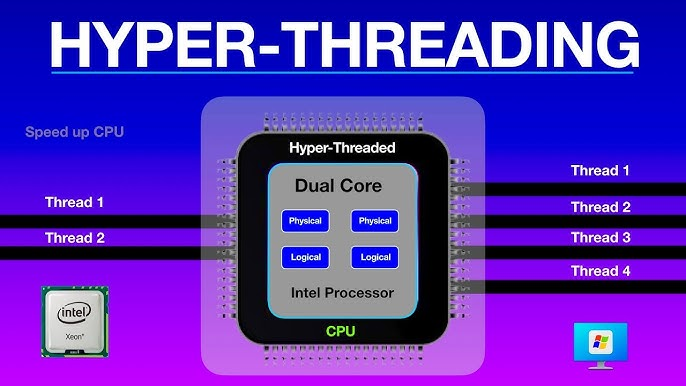 HYPER-THREADING
Speed up CPU
Thread 1
Thread 2
intel
Xeon®
Hyper-Threaded
Dual Core
Physical Physical
Logical Logical
Intel Processor
CPU
Thread 1
Thread 2
Thread 3
Thread 4